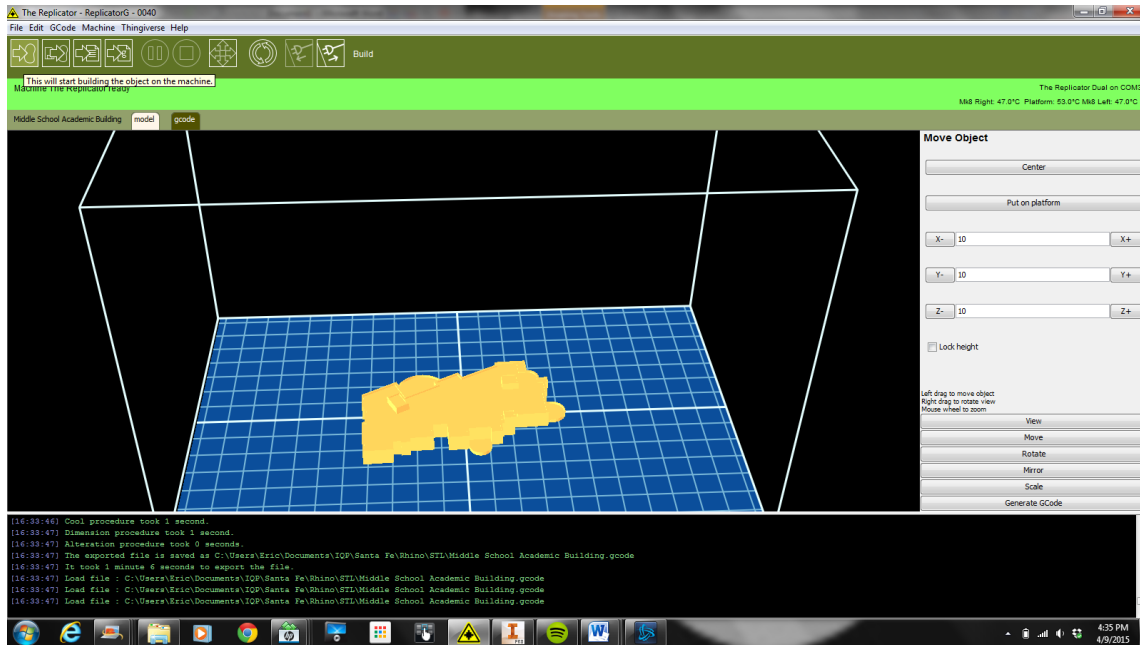 The Replicator - ReplicatorG - 0040
File Edit GCode Machine Thingiverse Help
Build
This will start building the object on the machine.
Machine The Replicator ready
The Replicator Dual on COM3
Mk8 Right: 47.0°C Platform: 53.0°C Mk8 Left: 47.0°C
Middle School Academic Building model gcode
Move Object
Center
Put on platform
X- 10 X+
Y- 10 Y+
Z- 10 Z+
Lock height
Left drag to move object
Right drag to rotate view
Mouse wheel to zoom
View
Move
Rotate
Mirror
Scale
Generate GCode
[16:33:46] Cool procedure took 1 second.
[16:33:47] Dimension procedure took 1 second.
[16:33:47] Alteration procedure took 0 seconds.
[16:33:47] The exported file is saved as C:\Users\Eric\Documents\IQP\Santa Fe\Rhino\STL\Middle School Academic Building.gcode
[16:33:47] It took 1 minute 6 seconds to export the file.
[16:33:47] Load file : C:\Users\Eric\Documents\IQP\Santa Fe\Rhino\STL\Middle School Academic Building.gcode
[16:33:47] Load file : C:\Users\Eric\Documents\IQP\Santa Fe\Rhino\STL\Middle School Academic Building.gcode
[16:33:47] Load file : C:\Users\Eric\Documents\IQP\Santa Fe\Rhino\STL\Middle School Academic Building.gcode
4:35 PM
4/9/2015